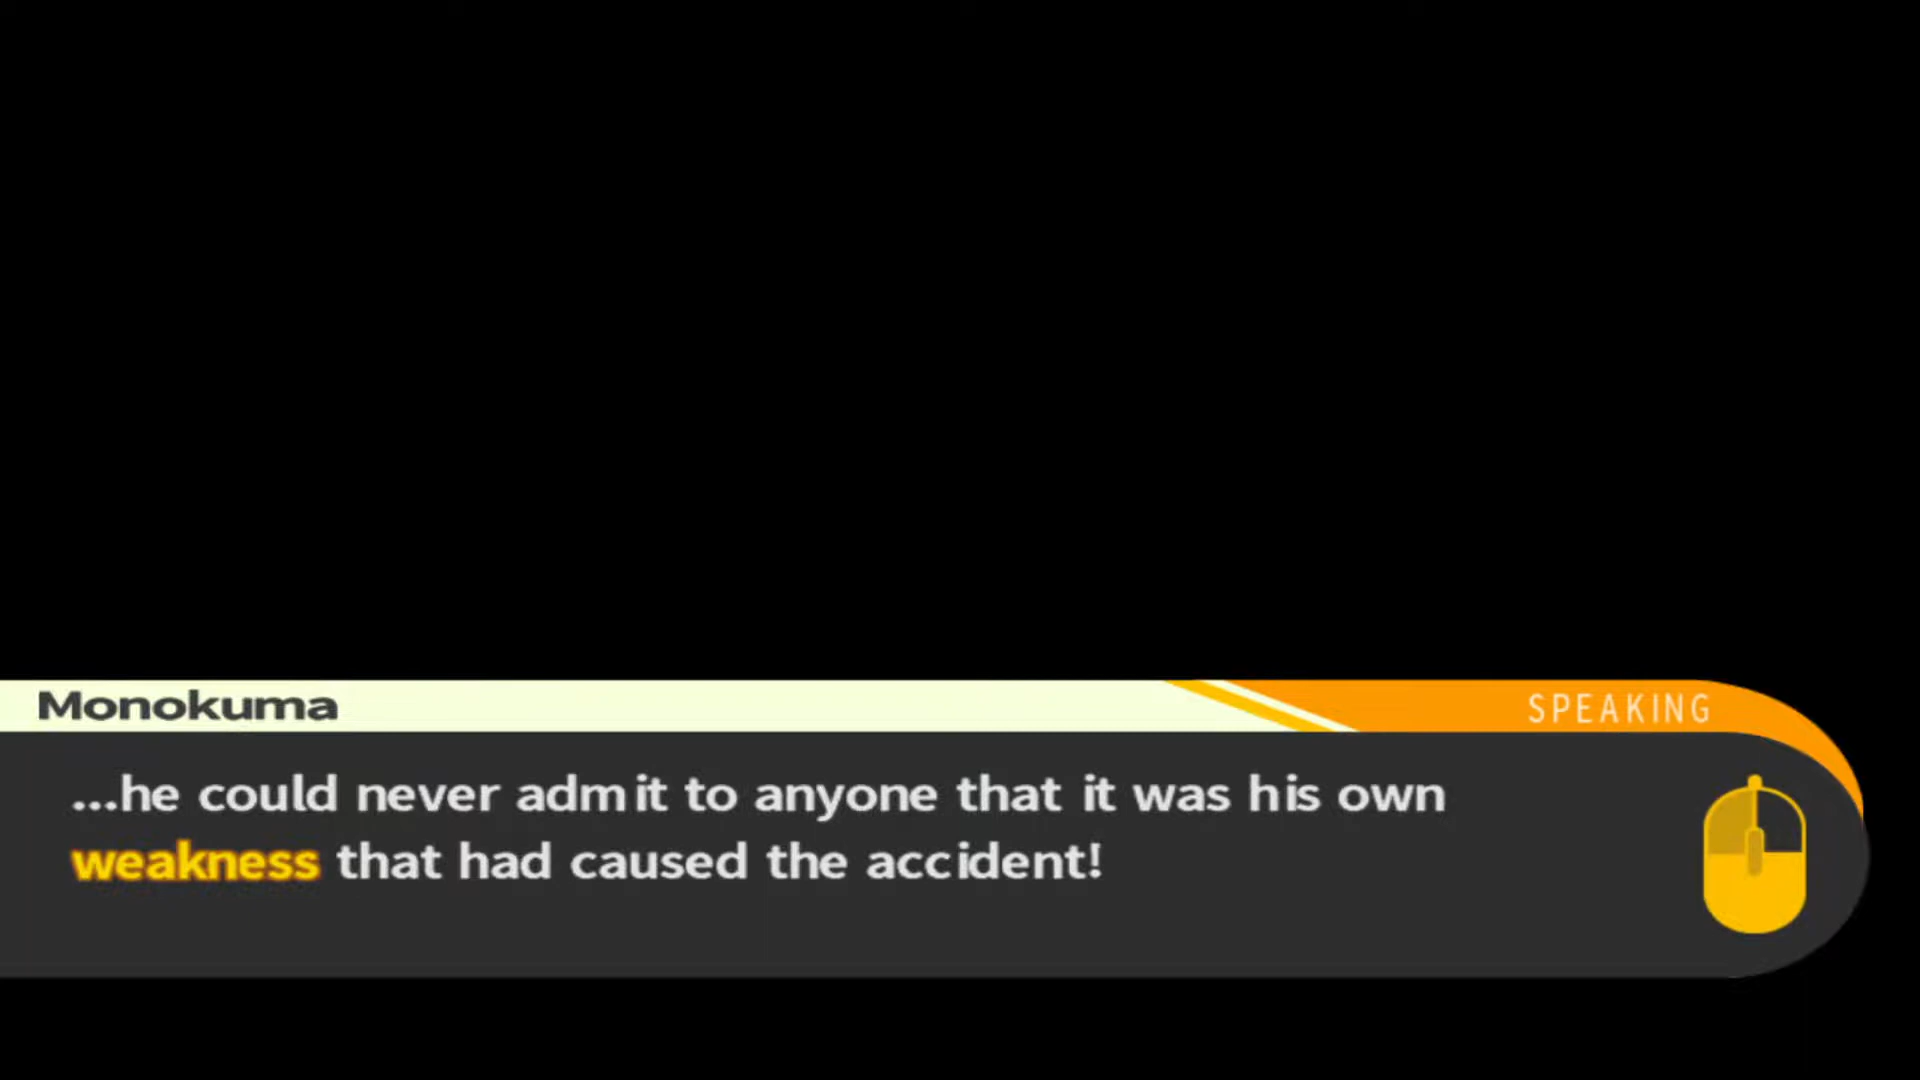 Monokuma
SPEAKING
...he could never admit to anyone that it was his own
weakness that had caused the accident!